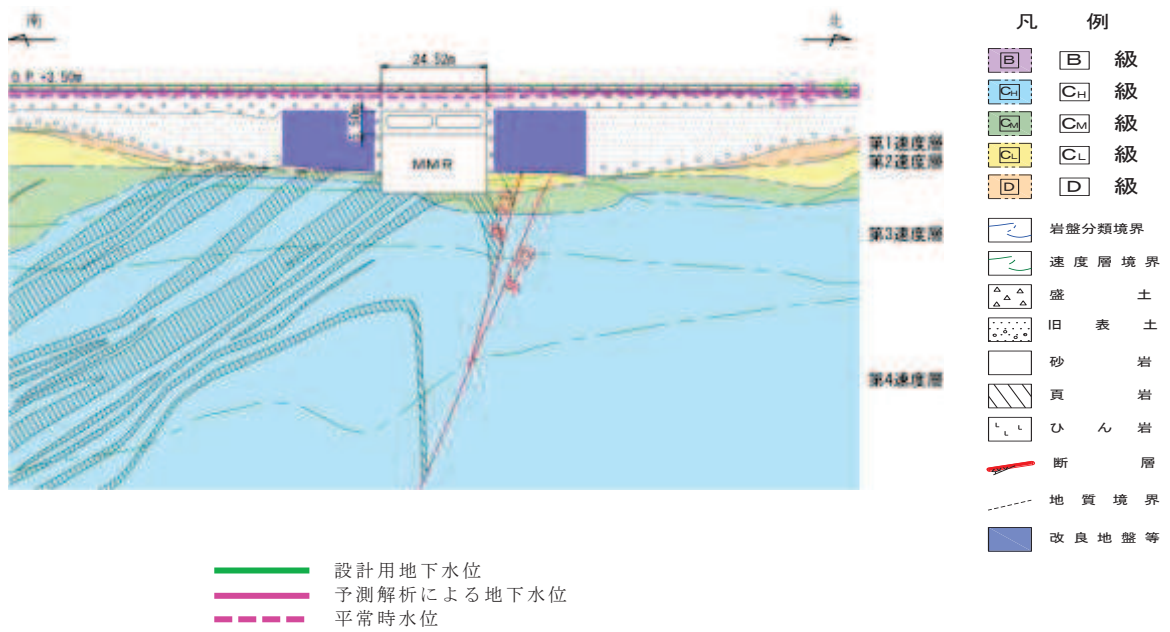 南
北
24.52m
O.P.+3.50m
MMR
第1速度層
第2速度層
第3速度層
第4速度層
凡 例
B B 級
CH CH 級
CM CM 級
CL CL 級
D D 級
岩盤分類境界
速度層境界
盛土
旧表土
砂岩
頁岩
ひん岩
断層
地質境界
改良地盤等
設計用地下水位
予測解析による地下水位
平常時水位